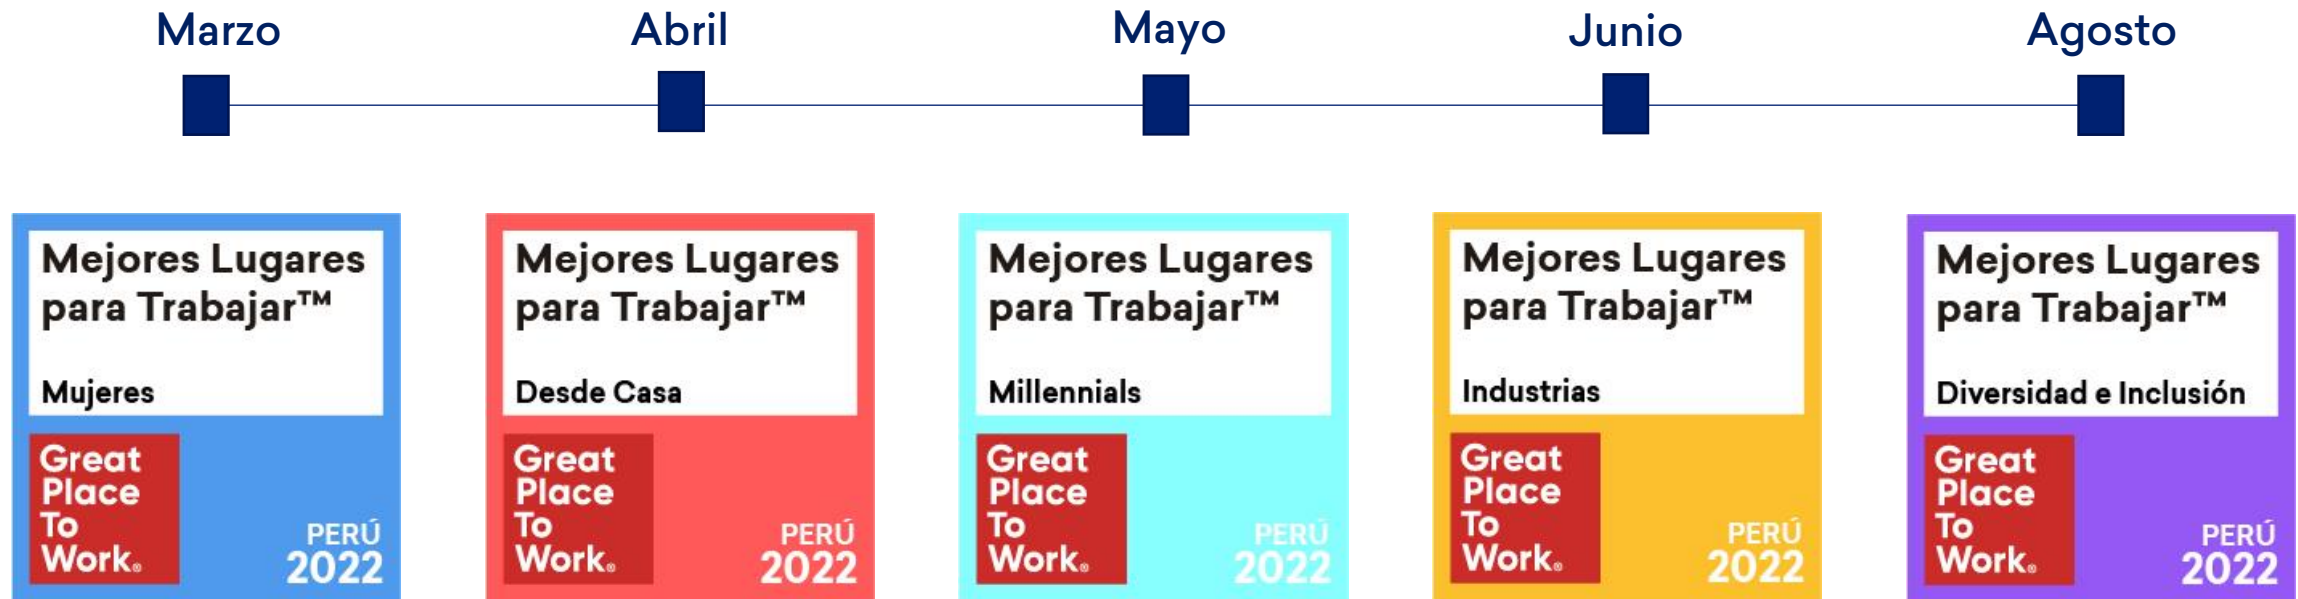 Marzo
Abril
Mayo
Junio
Agosto
Mejores Lugares
para Trabajar™
Mujeres
Great
Place
To
Work®
PERÚ
2022
Mejores Lugares
para Trabajar™
Desde Casa
Great
Place
To
Work®
PERÚ
2022
Mejores Lugares
para Trabajar™
Millennials
Great
Place
To
Work®
PERÚ
2022
Mejores Lugares
para Trabajar™
Industrias
Great
Place
To
Work®
PERÚ
2022
Mejores Lugares
para Trabajar™
Diversidad e Inclusión
Great
Place
To
Work®
PERÚ
2022